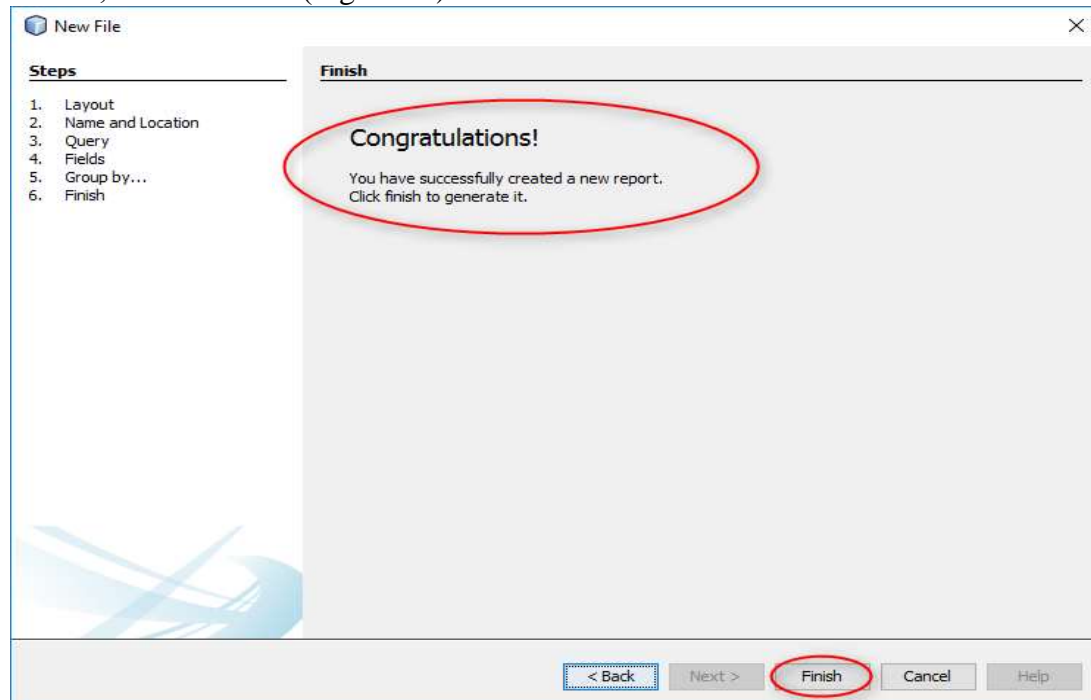 New File
Steps
1. Layout
2. Name and Location
3. Query
4. Fields
5. Group by...
6. Finish
Finish
Congratulations!
You have successfully created a new report.
Click finish to generate it.
< Back Next > Finish Cancel Help